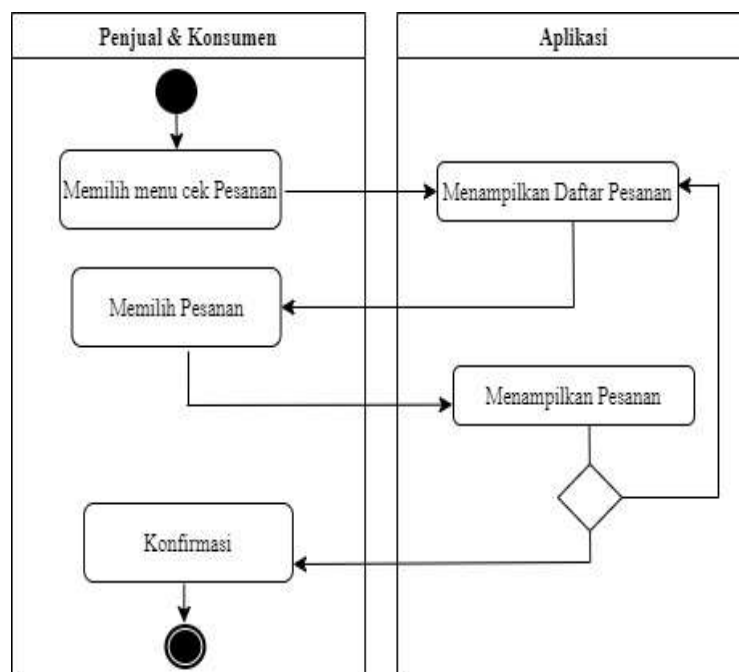 Penjual & Konsumen
Aplikasi
Memilih menu cek Pesanan
Menampilkan Daftar Pesanan
Memilih Pesanan
Menampilkan Pesanan
Konfirmasi